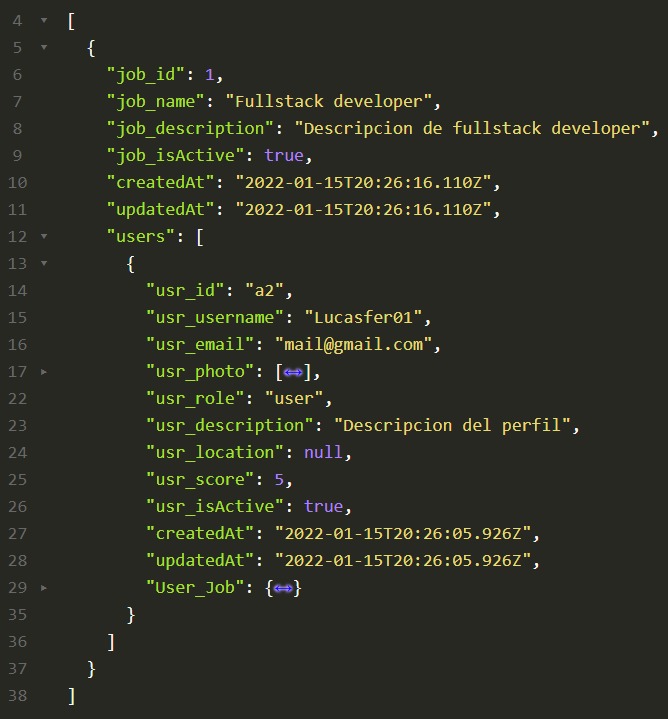 4 [
5 {
6 "job_id": 1,
7 "job_name": "Fullstack developer",
8 "job_description": "Descripcion de fullstack developer",
9 "job_isActive": true,
10 "createdAt": "2022-01-15T20:26:16.110Z",
11 "updatedAt": "2022-01-15T20:26:16.110Z",
12 "users": [
13 {
14 "usr_id": "a2",
15 "usr_username": "Lucasfer01",
16 "usr_email": "mail@gmail.com",
17 "usr_photo": [↔],
22 "usr_role": "user",
23 "usr_description": "Descripcion del perfil",
24 "usr_location": null,
25 "usr_score": 5,
26 "usr_isActive": true,
27 "createdAt": "2022-01-15T20:26:05.926Z",
28 "updatedAt": "2022-01-15T20:26:05.926Z",
29 "User_Job": {↔}
35 }
36 ]
37 }
38 ]